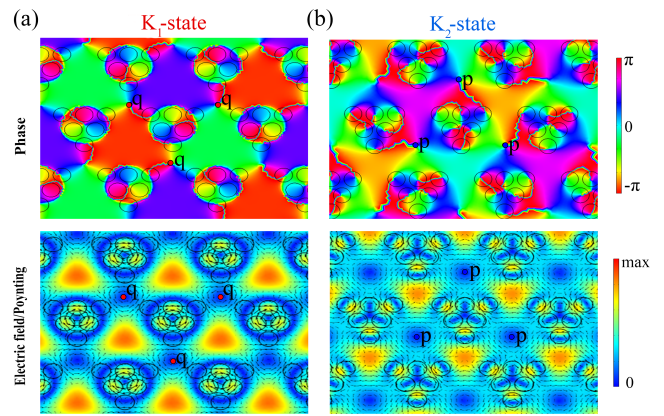 (a) K₁-state (b) K₂-state
Phase
q q
q
p
p p
π
0
-π
Electric field/Poynting
q q
q
p
p p
max
0